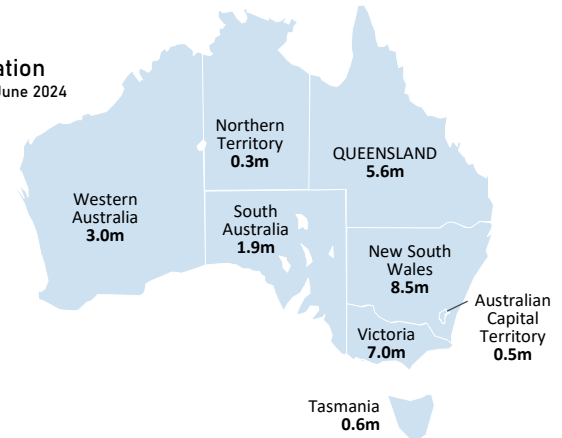 ation
June 2024
Northern
Territory
0.3m
QUEENSLAND
5.6m
Western
Australia
3.0m
South
Australia
1.9m
New South
Wales
8.5m
Australian
Capital
Territory
0.5m
Victoria
7.0m
Tasmania
0.6m